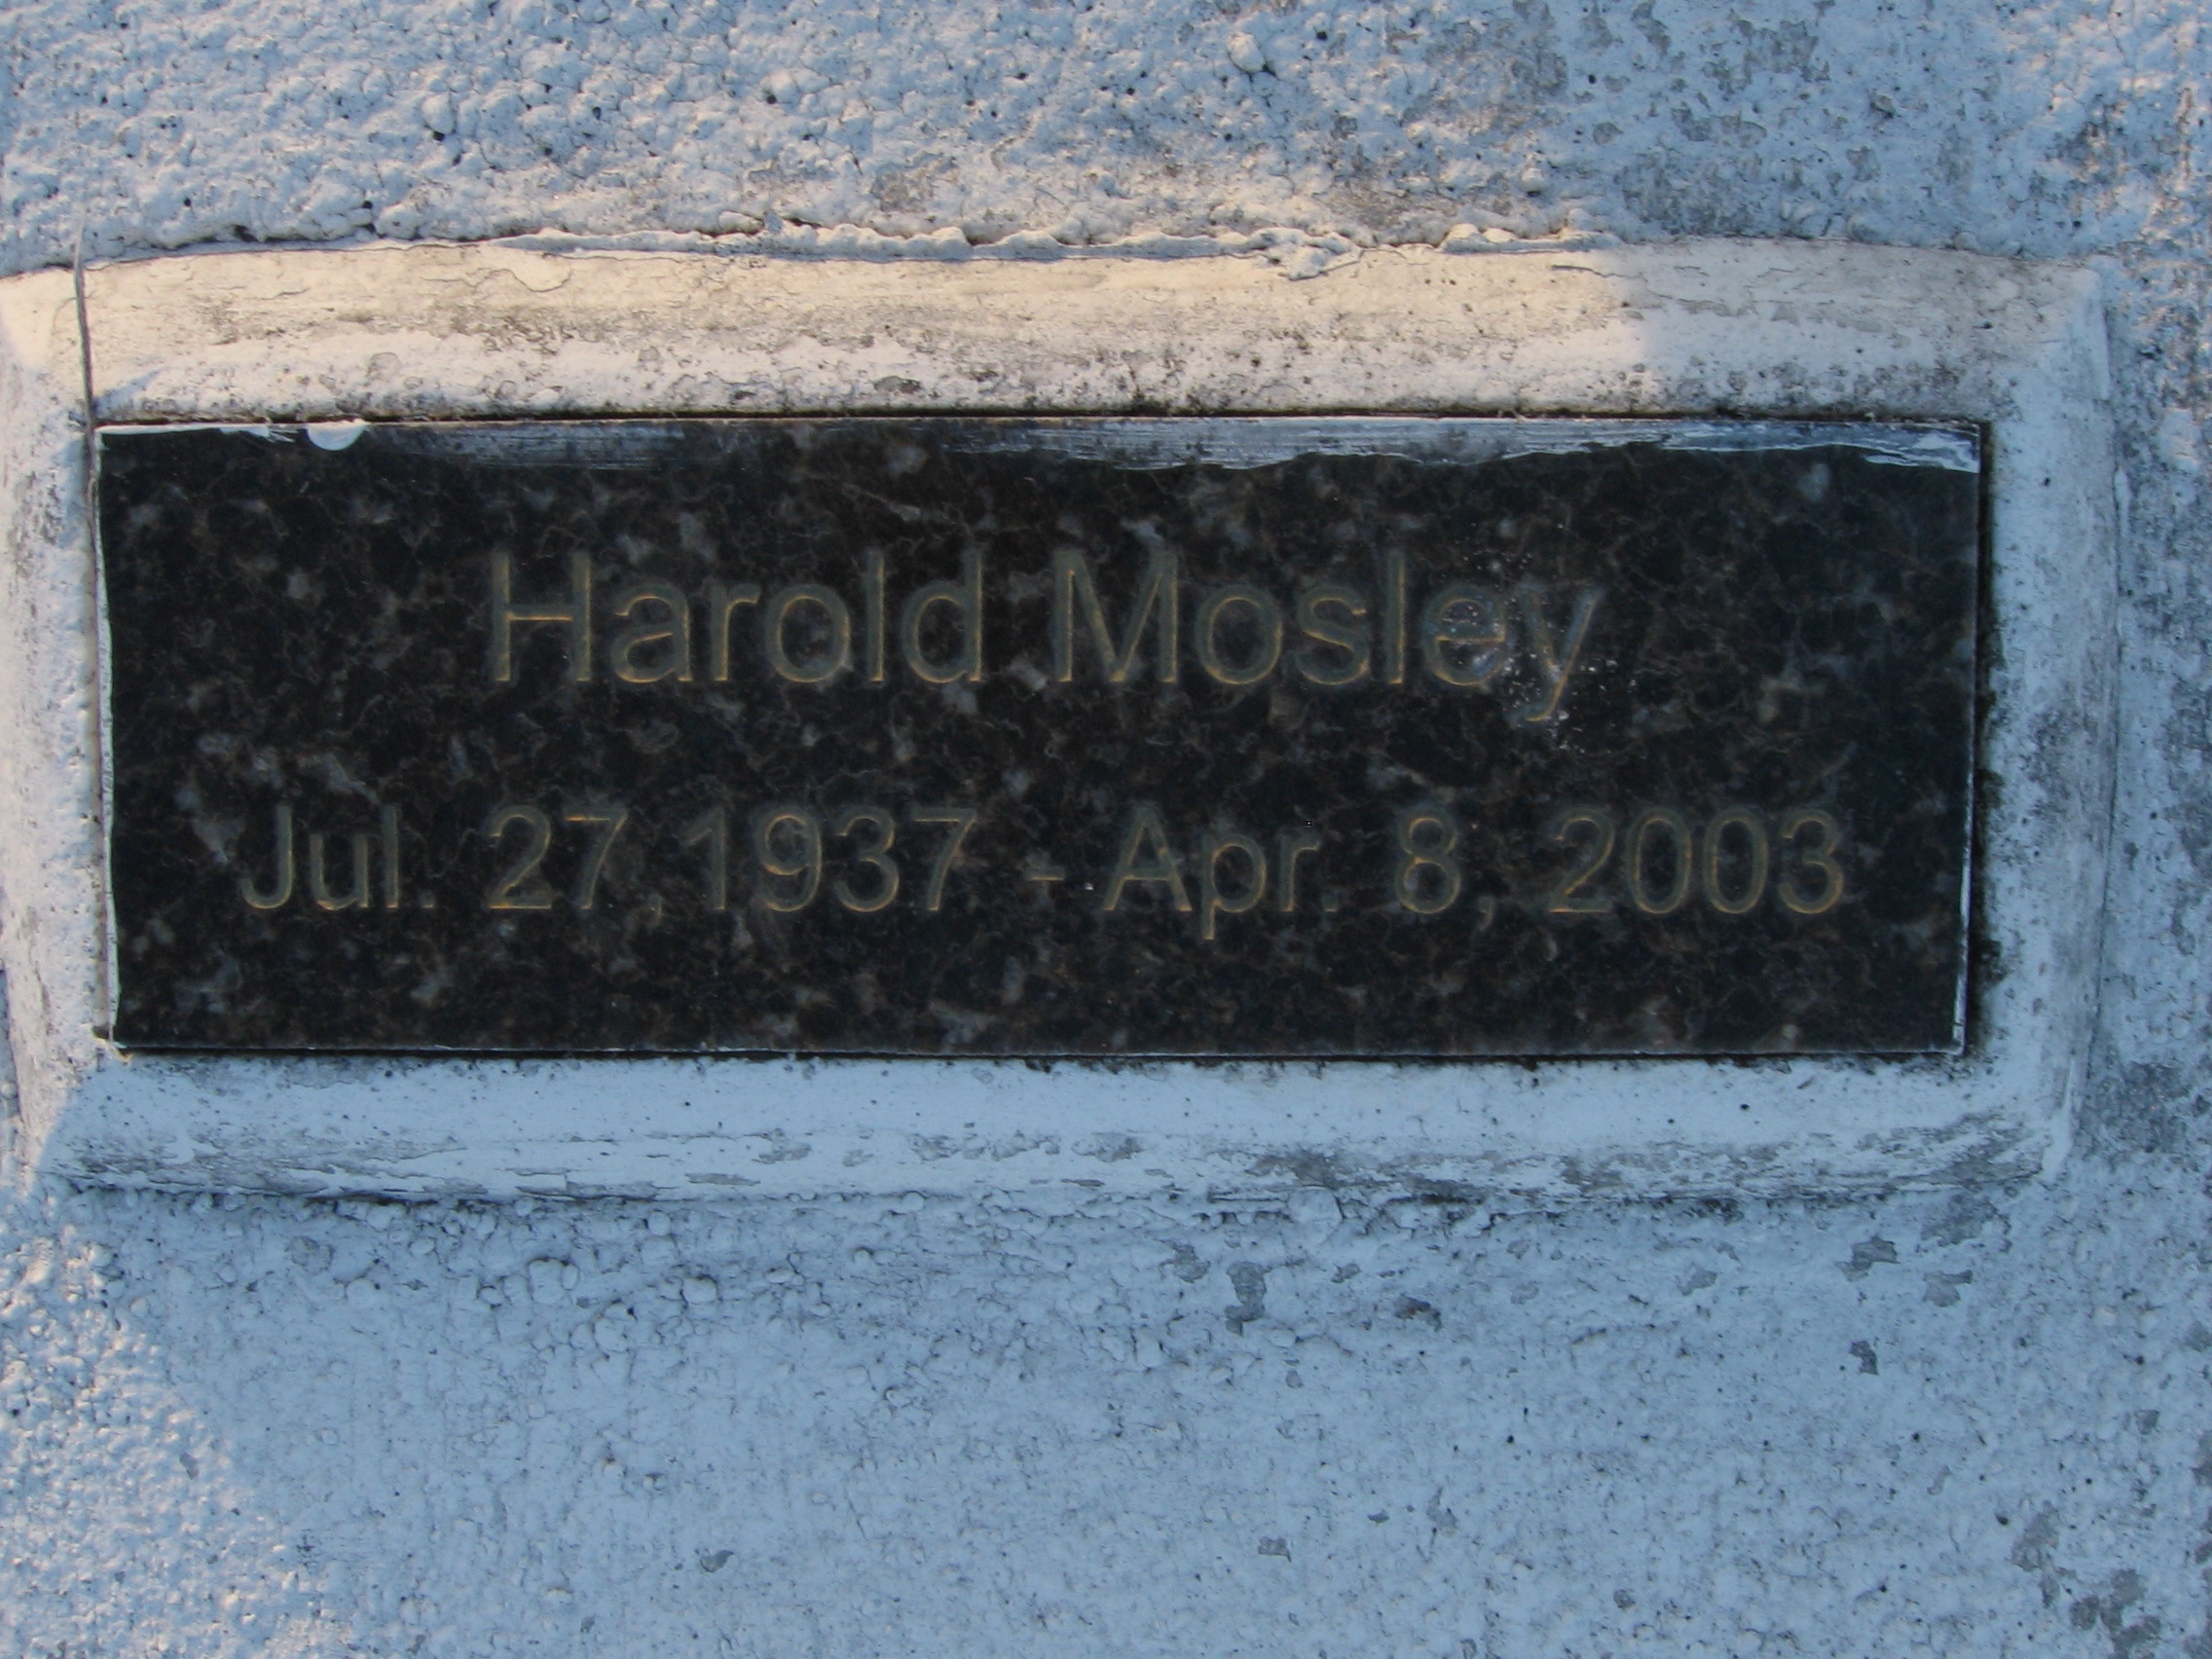 Harold Mosley
Jul. 27,1937 - Apr. 8, 2003